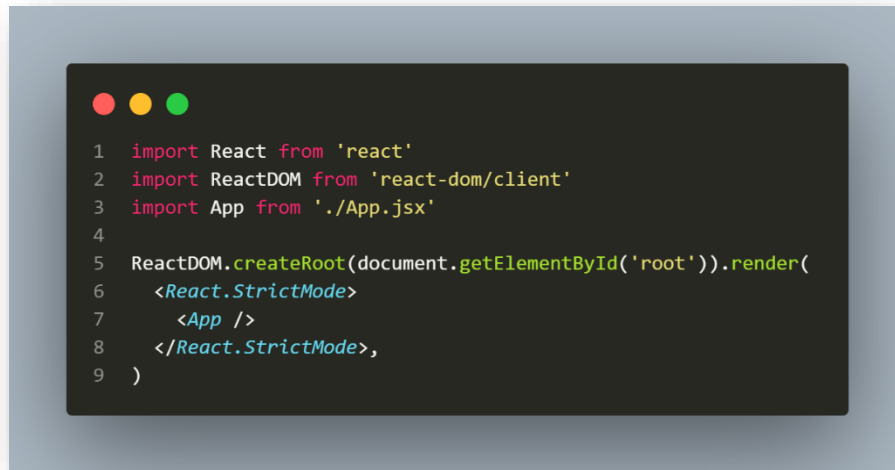 1 import React from 'react'
2 import ReactDOM from 'react-dom/client'
3 import App from './App.jsx'
4
5 ReactDOM.createRoot(document.getElementById('root')).render(
6   <React.StrictMode>
7     <App />
8   </React.StrictMode>,
9 )